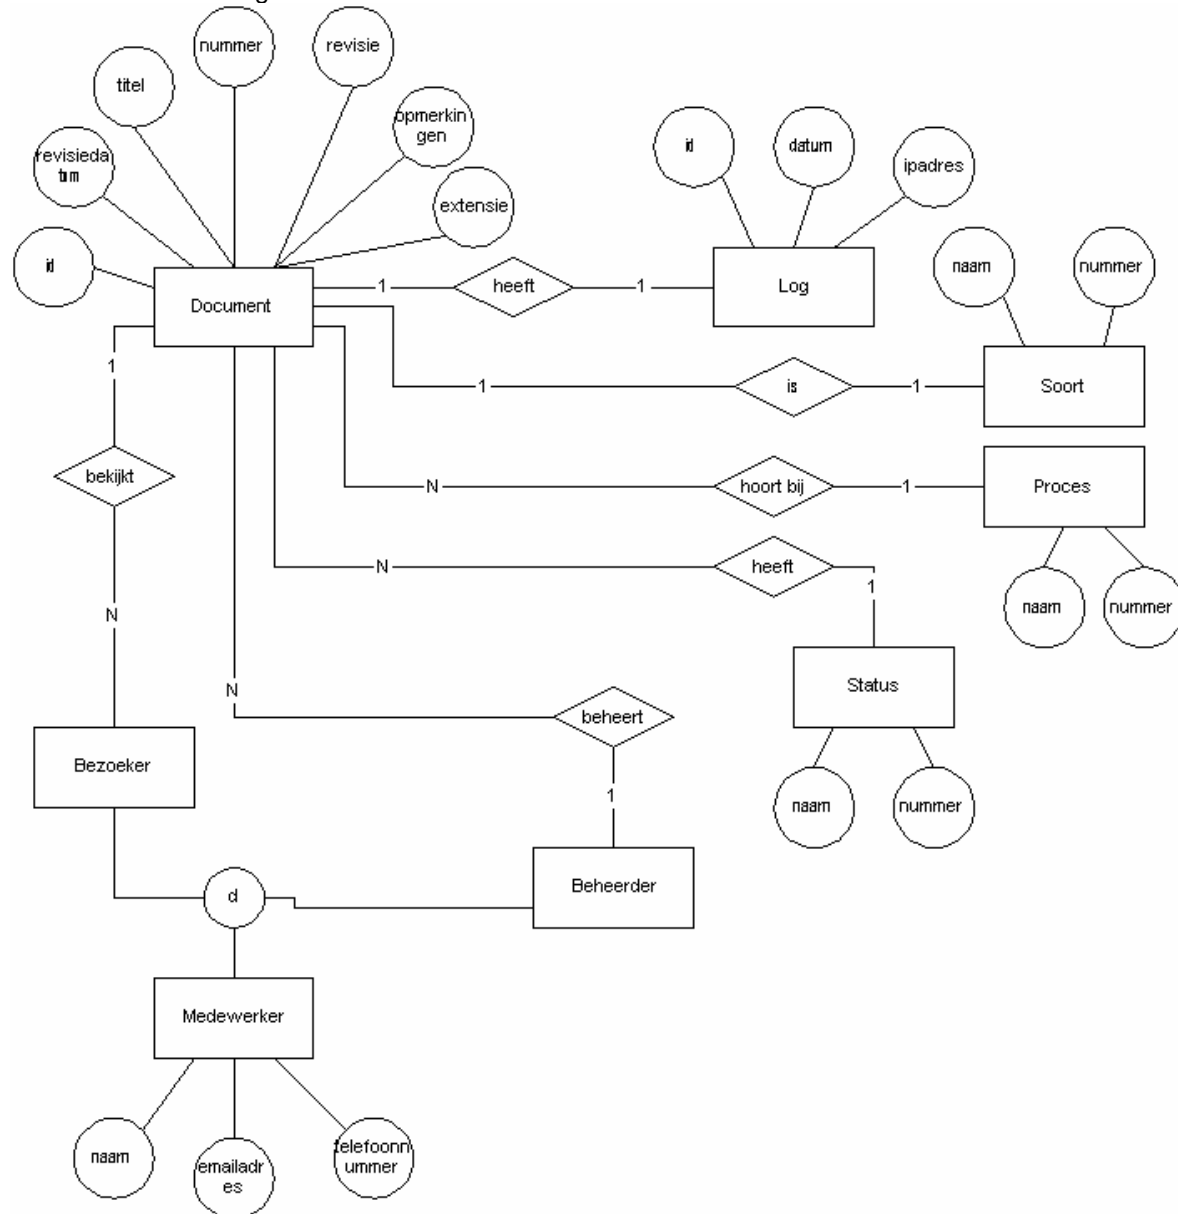 g
nummer
revisie
titel
opmerkin
gen
revisieda
tum
extensie
id
id
datum
ipadres
Document
1
heeft
1
Log
naam
nummer
1
is
1
Soort
1
bekijkt
N
hoort bij
1
Proces
N
heeft
1
naam
nummer
N
N
beheert
Status
1
naam
nummer
Bezoeker
d
Beheerder
Medewerker
naam
emailadr
es
telefoonn
ummer